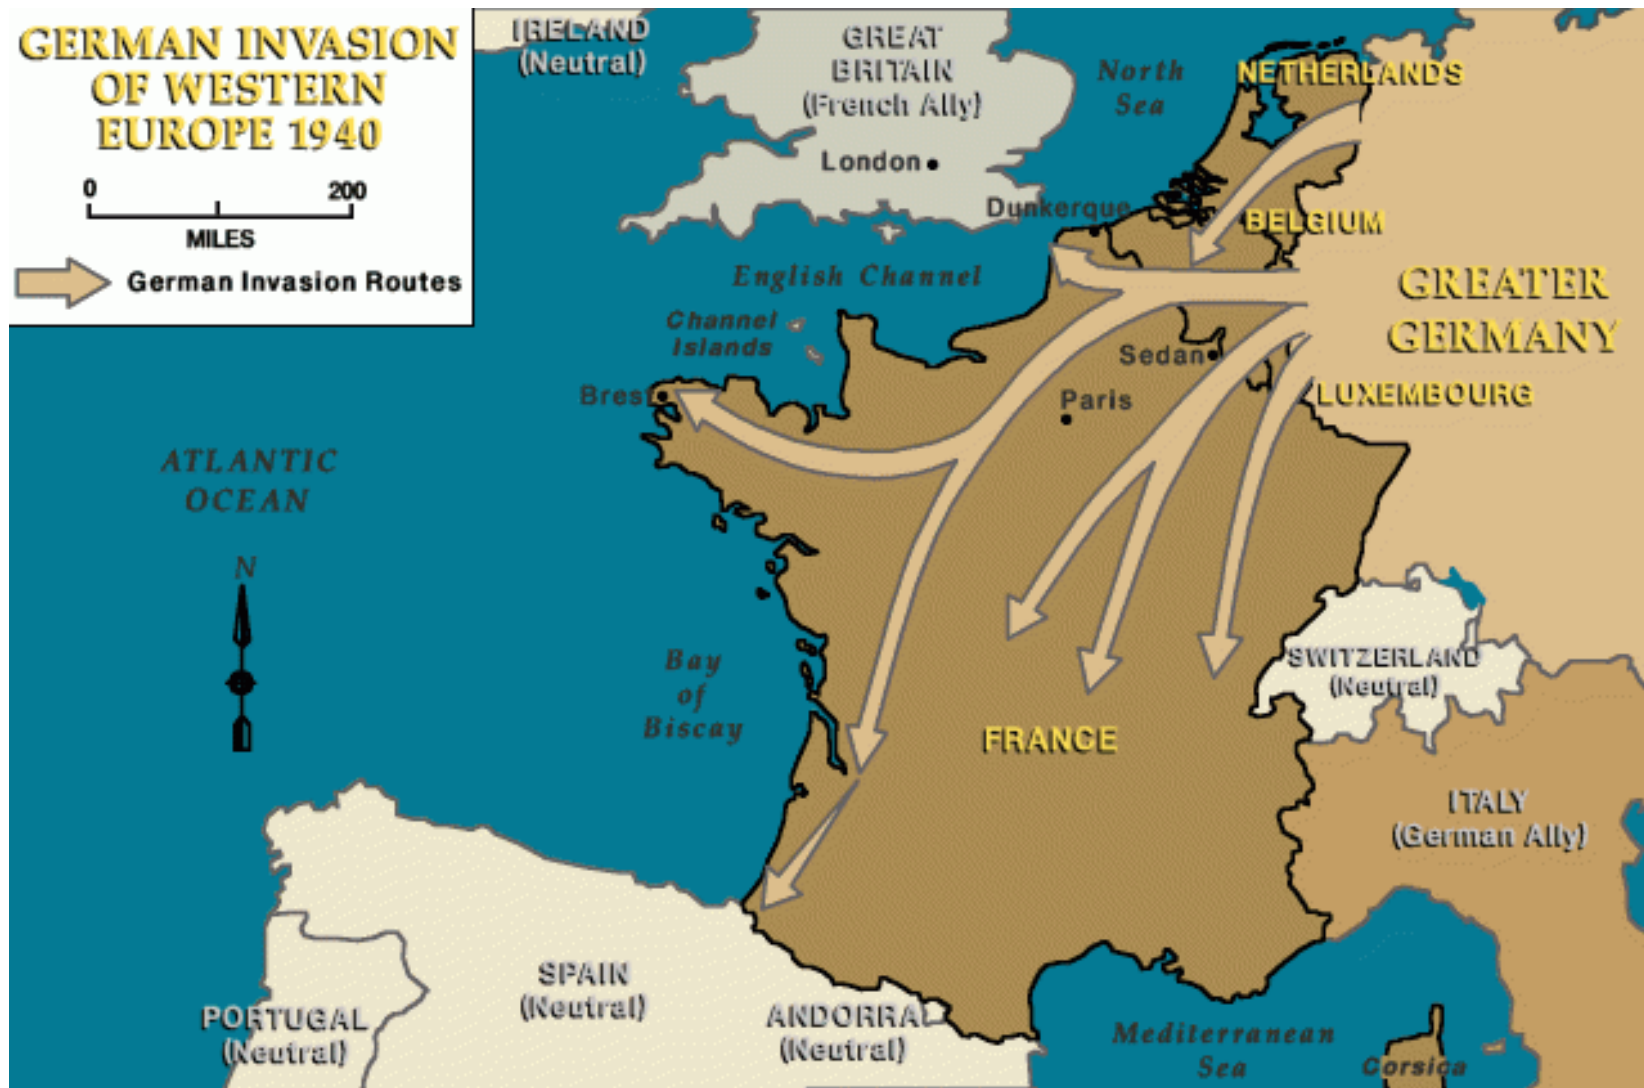 GERMAN INVASION
OF WESTERN
EUROPE 1940
0 200
MILES
German Invasion Routes
IRELAND
(Neutral)
GREAT
BRITAIN
(French Ally)
London
North
Sea
NETHERLANDS
Dunkerque
BELGIUM
English Channel
Channel
Islands
GREATER
GERMANY
Sedan
Brest
Paris
LUXEMBOURG
ATLANTIC
OCEAN
N
Bay
of
Biscay
SWITZERLAND
(Neutral)
FRANCE
ITALY
(German Ally)
SPAIN
(Neutral)
PORTUGAL
(Neutral)
ANDORRA
(Neutral)
Mediterranean
Sea
Corsica